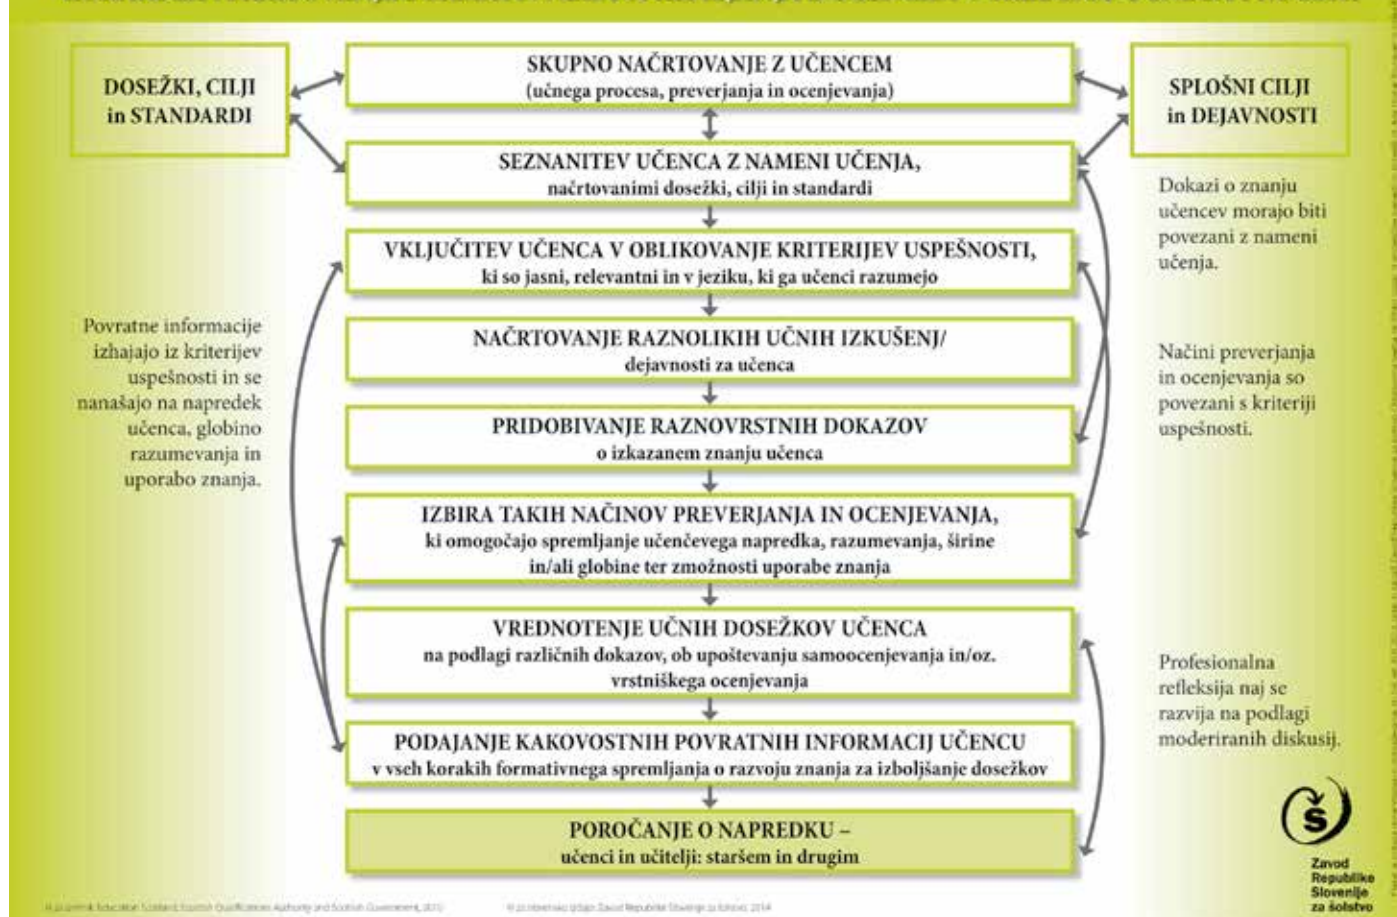 DOSEŽKI, CILJI
in STANDARDI
SKUPNO NAČRTOVANJE Z UČENCEM
(učnega procesa, preverjanja in ocenjevanja)
SPLOŠNI CILJI
in DEJAVNOSTI
SEZNANITEV UČENCA Z NAMENI UČENJA,
načrtovanimi dosežki, cilji in standardi
VKLJUČITEV UČENCA V OBLIKOVANJE KRITERIJEV USPEŠNOSTI,
ki so jasni, relevantni in v jeziku, ki ga učenci razumejo
NAČRTOVANJE RAZNOLIKIH UČNIH IZKUŠENJ/
dejavnosti za učenca
PRIDOBIVANJE RAZNOVRSTNIH DOKAZOV
o izkazanem znanju učenca
IZBIRA TAKIH NAČINOV PREVERJANJA IN OCENJEVANJA,
ki omogočajo spremljanje učenčevega napredka, razumevanja, širine
in/ali globine ter zmožnosti uporabe znanja
VREDNOTENJE UČNIH DOSEŽKOV UČENCA
na podlagi različnih dokazov, ob upoštevanju samoocenjevanja in/oz.
vrstniškega ocenjevanja
PODAJANJE KAKOVOSTNIH POVRATNIH INFORMACIJ UČENCU
v vseh korakih formativnega spremljanja o razvoju znanja za izboljšanje dosežkov
POROČANJE O NAPREDKU –
učenci in učitelji: staršem in drugim
Povratne informacije
izhajajo iz kriterijev
uspešnosti in se
nanašajo na napredek
učenca, globino
razumevanja in
uporabo znanja.
Dokazi o znanju
učencev morajo biti
povezani z nameni
učenja.
Načini preverjanja
in ocenjevanja so
povezani s kriteriji
uspešnosti.
Profesionalna
refleksija naj se
razvija na podlagi
moderiranih diskusij.
Š
Zavod
Republike
Slovenije
za šolstvo